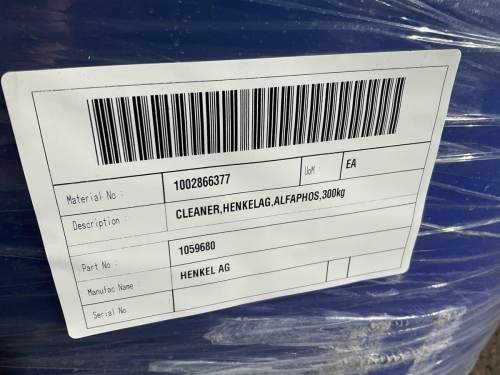 Material No : 1002866377 UoM : EA
Description : CLEANER,HENKELAG,ALFAPHOS,300kg
Part No : 1059680
Manufac Name HENKEL AG
Serial No